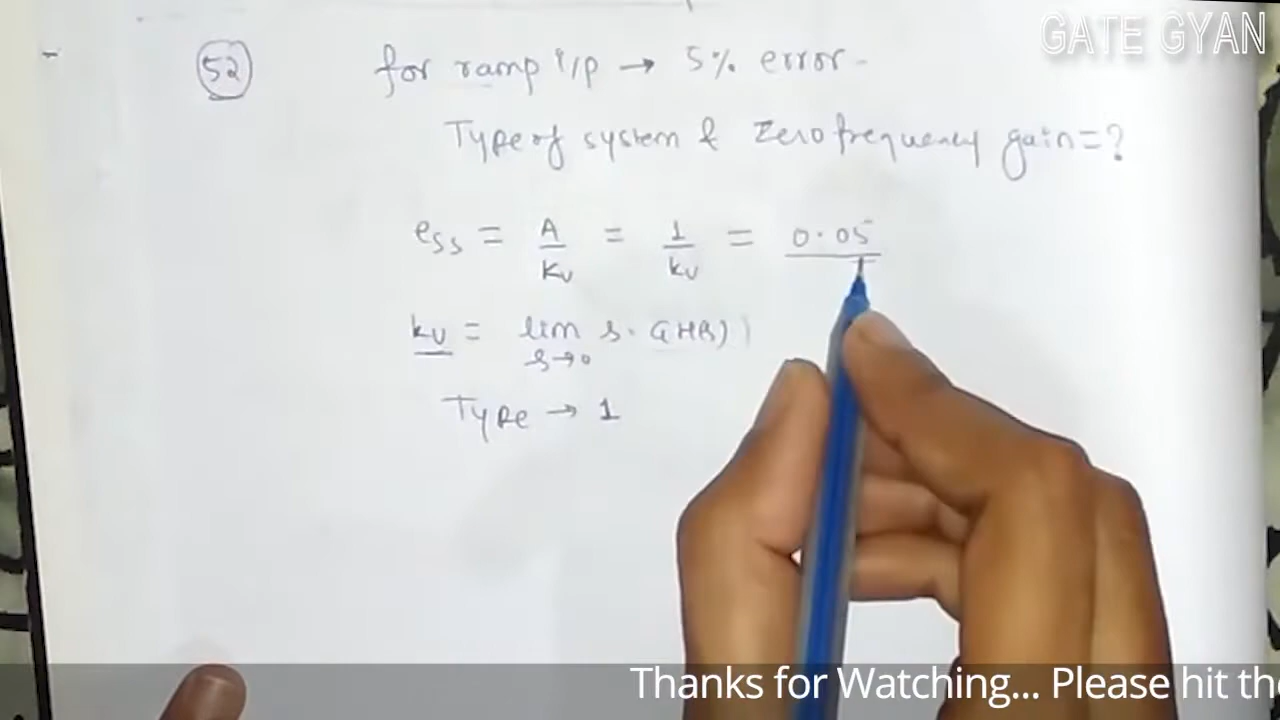 GATE GYAN
52 for ramp i/p → 5% error
Type of system & Zero frequency gain = ?
ess = A/Kv = 1/kv = 0.05
kv = lim s→0 s. GH(s)
Type → 1
Thanks for Watching... Please hit the